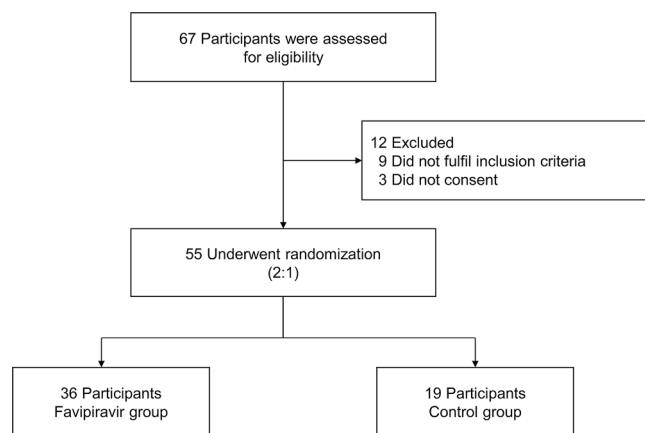 67 Participants were assessed
for eligibility
12 Excluded
9 Did not fulfil inclusion criteria
3 Did not consent
55 Underwent randomization
(2:1)
36 Participants
Favipiravir group
19 Participants
Control group